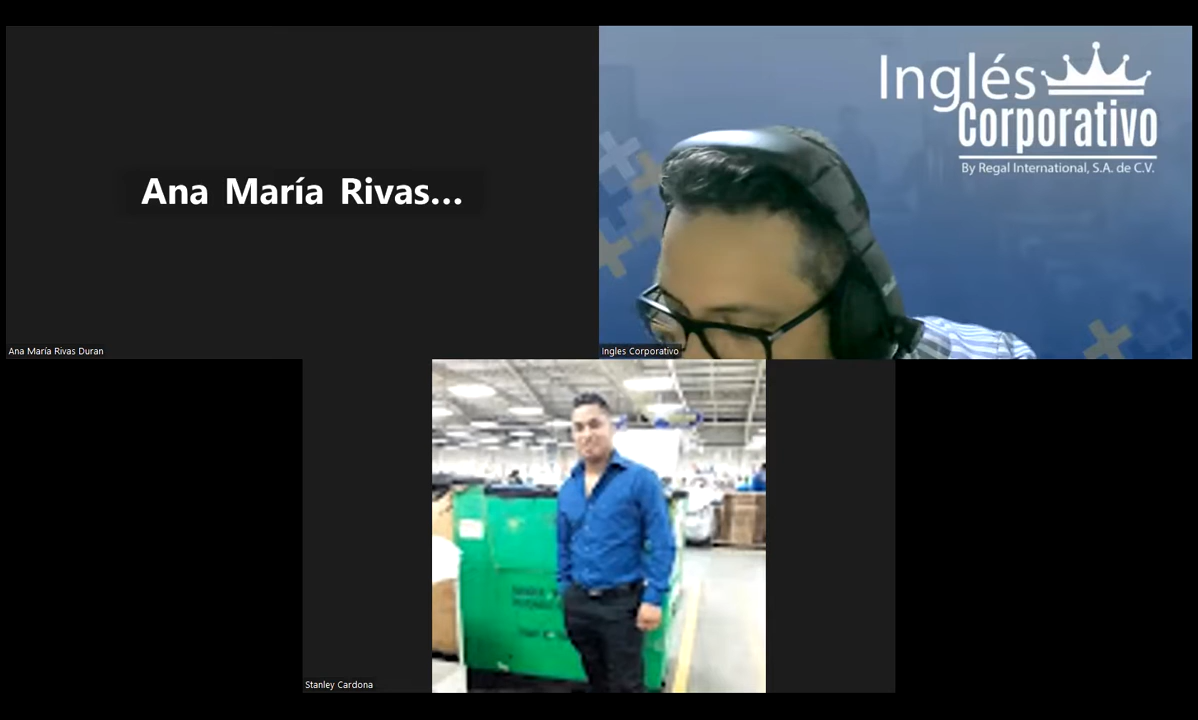 Ana María Rivas...
Ana María Rivas Duran
Inglés
Corporativo
By Regal International, S.A. de C.V.
Ingles Corporativo
Stanley Cardona